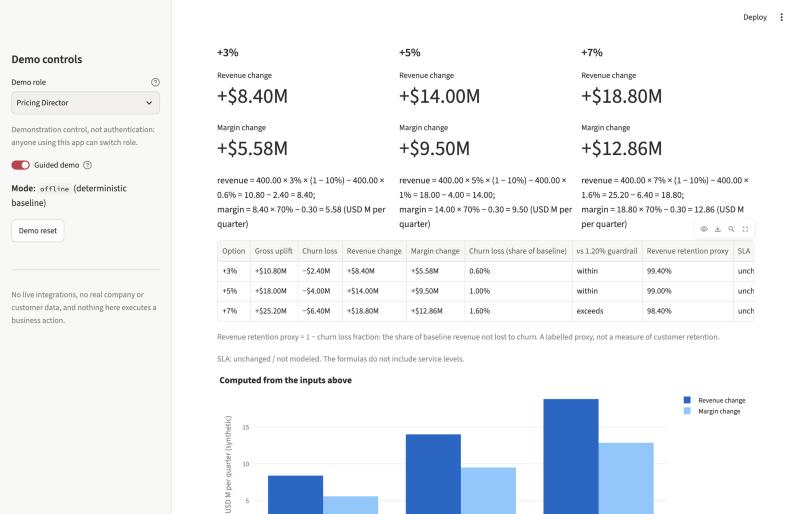 Deploy
Demo controls
Demo role
Pricing Director
Demonstration control, not authentication:
anyone using this app can switch role.
Guided demo
Mode: offline (deterministic
baseline)
Demo reset
No live integrations, no real company or
customer data, and nothing here executes a
business action.
+3%
Revenue change
+$8.40M
Margin change
+$5.58M
revenue = 400.00 × 3% × (1 − 10%) − 400.00 ×
0.6% = 10.80 − 2.40 = 8.40;
margin = 8.40 × 70% − 0.30 = 5.58 (USD M per
quarter)
+5%
Revenue change
+$14.00M
Margin change
+$9.50M
revenue = 400.00 × 5% × (1 − 10%) − 400.00 ×
1% = 18.00 − 4.00 = 14.00;
margin = 14.00 × 70% − 0.30 = 9.50 (USD M per
quarter)
+7%
Revenue change
+$18.80M
Margin change
+$12.86M
revenue = 400.00 × 7% × (1 − 10%) − 400.00 ×
1.6% = 25.20 − 6.40 = 18.80;
margin = 18.80 × 70% − 0.30 = 12.86 (USD M
per quarter)
Option Gross uplift Churn loss Revenue change Margin change Churn loss (share of baseline) vs 1.20% guardrail Revenue retention proxy SLA
+3% +$10.80M −$2.40M +$8.40M +$5.58M 0.60% within 99.40% unch
+5% +$18.00M −$4.00M +$14.00M +$9.50M 1.00% within 99.00% unch
+7% +$25.20M −$6.40M +$18.80M +$12.86M 1.60% exceeds 98.40% unch
Revenue retention proxy = 1 − churn loss fraction: the share of baseline revenue not lost to churn. A labelled proxy, not a measure of customer retention.
SLA: unchanged / not modeled. The formulas do not include service levels.
Computed from the inputs above
Revenue change
Margin change
USD M per quarter (synthetic)
15
10
5